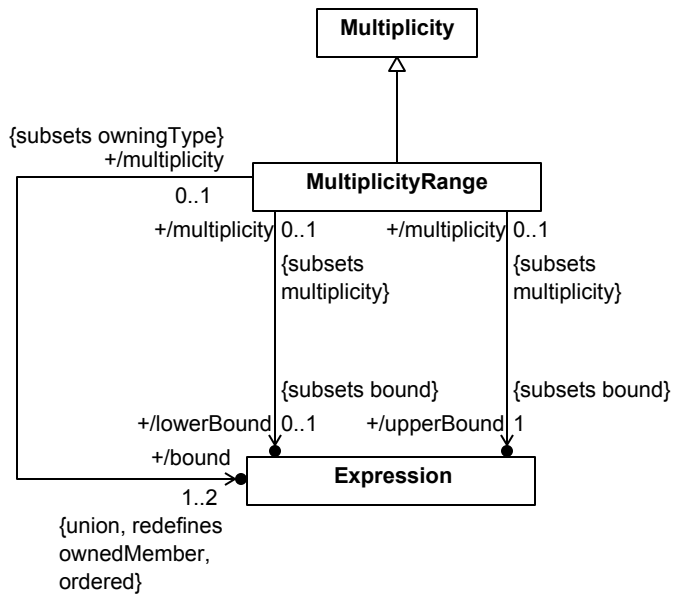 Multiplicity
{subsets owningType}
+/multiplicity
0..1
MultiplicityRange
+/multiplicity 0..1
{subsets
multiplicity}
+/multiplicity 0..1
{subsets
multiplicity}
{subsets bound}
+/lowerBound 0..1
{subsets bound}
+/upperBound 1
+/bound
1..2
Expression
{union, redefines
ownedMember,
ordered}